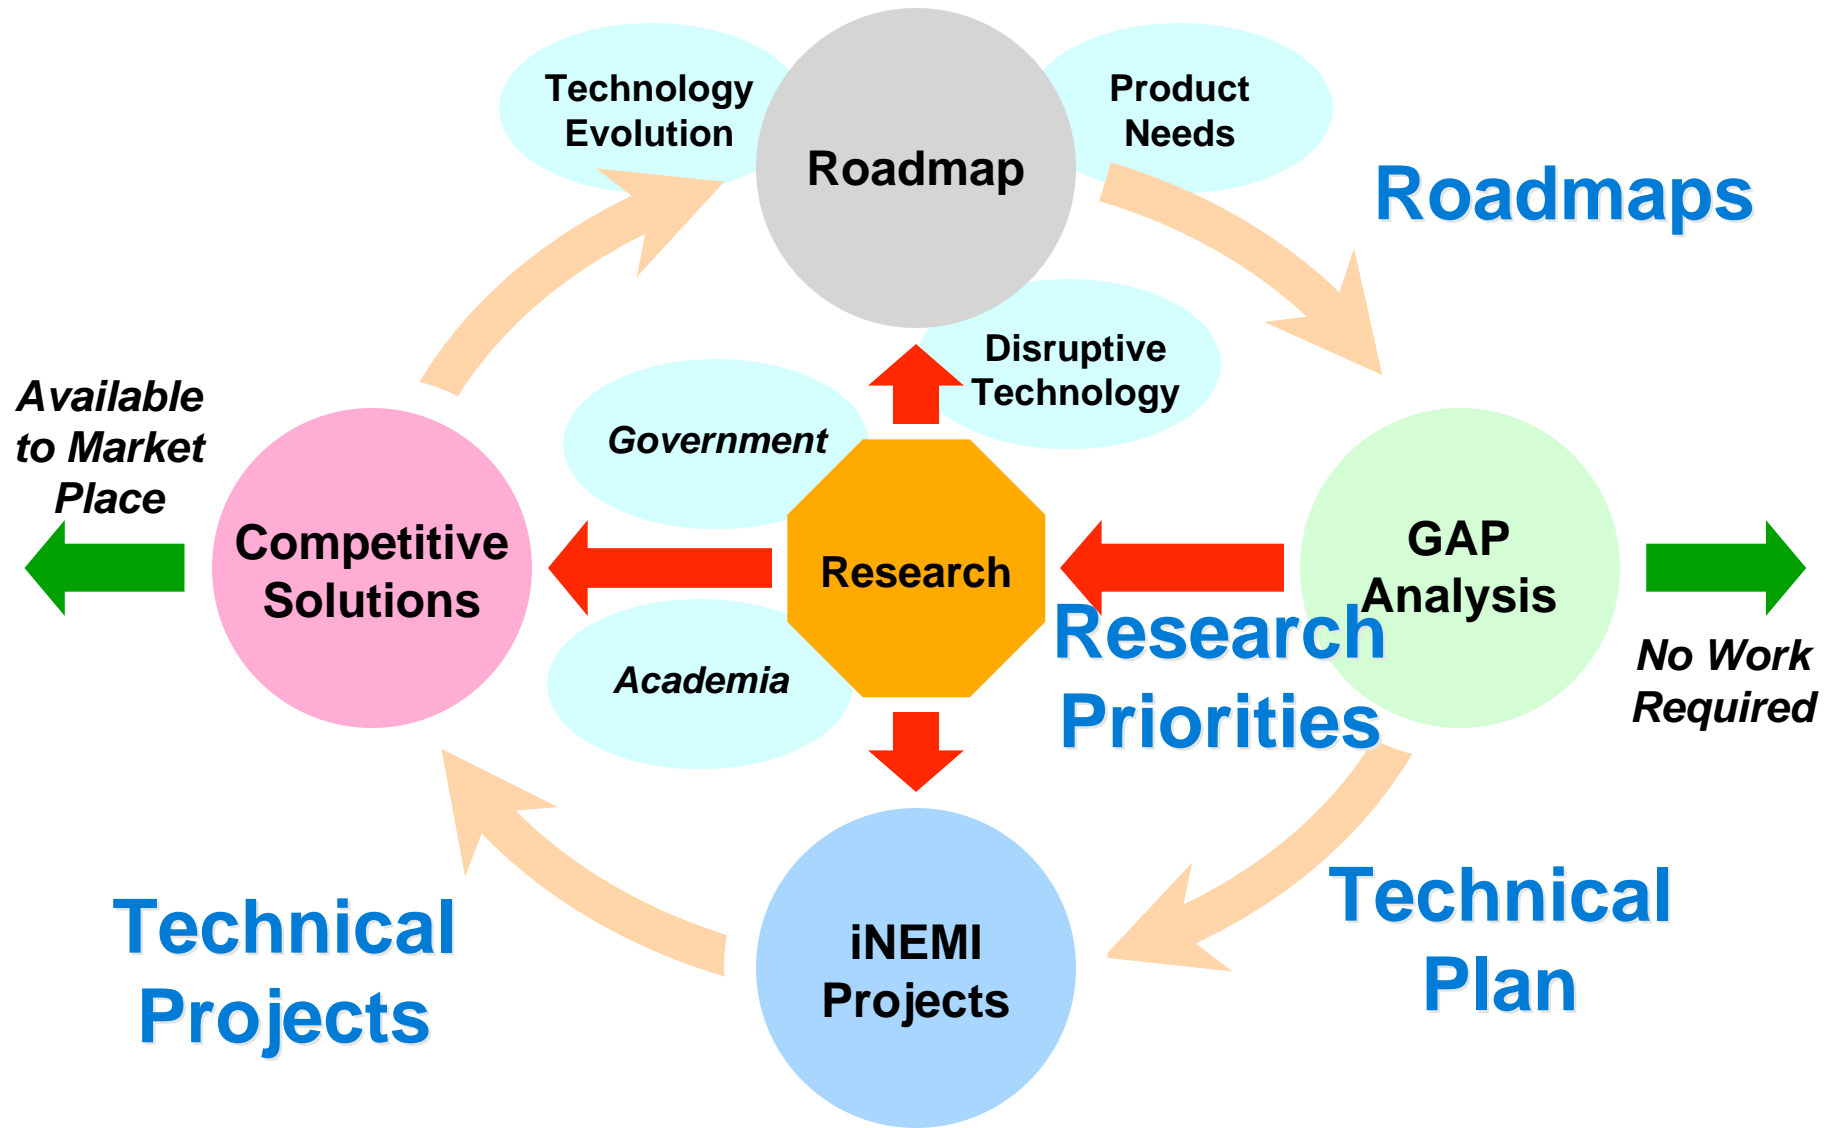 Technology
Evolution
Roadmap
Product
Needs
Roadmaps
Disruptive
Technology
Available
to Market
Place
Government
Competitive
Solutions
Research
GAP
Analysis
Research
Priorities
No Work
Required
Academia
Technical
Projects
iNEMI
Projects
Technical
Plan